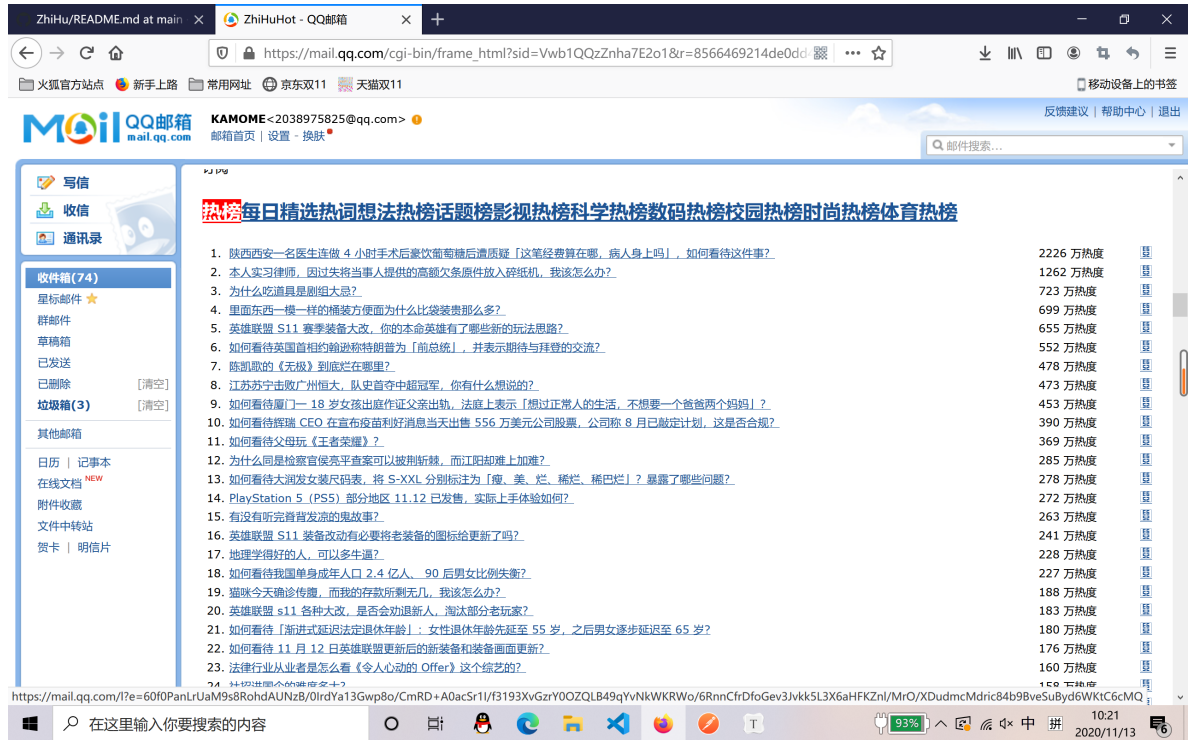 ZhiHu/README.md at main
ZhiHuHot - QQ邮箱
https://mail.qq.com/cgi-bin/frame_html?sid=Vwb1QQzZnha7E2o1&r=8566469214de0dd
火狐官方站点 新手上路 常用网址 京东双11 天猫双11 移动设备上的书签
Mail QQ邮箱 mail.qq.com
KAMOME<2038975825@qq.com>
邮箱首页 | 设置 - 换肤
反馈建议 | 帮助中心 | 退出
邮件搜索...
写信
收信
通讯录
收件箱(74)
星标邮件
群邮件
草稿箱
已发送
已删除 [清空]
垃圾箱(3) [清空]
其他邮箱
日历 | 记事本
在线文档 NEW
附件收藏
文件中转站
贺卡 | 明信片
订阅
热榜每日精选热词想法热榜话题榜影视热榜科学热榜数码热榜校园热榜时尚热榜体育热榜
1. 陕西西安一名医生连做 4 小时手术后豪饮葡萄糖后遭质疑「这笔经费算在哪，病人身上吗」，如何看待这件事？ 2226 万热度
2. 本人实习律师，因过失将当事人提供的高额欠条原件放入碎纸机，我该怎么办？ 1262 万热度
3. 为什么吃道具是剧组大忌？ 723 万热度
4. 里面东西一模一样的桶装方便面为什么比袋装贵那么多？ 699 万热度
5. 英雄联盟 S11 赛季装备大改，你的本命英雄有了哪些新的玩法思路？ 655 万热度
6. 如何看待英国首相约翰逊称特朗普为「前总统」，并表示期待与拜登的交流？ 552 万热度
7. 陈凯歌的《无极》到底烂在哪里？ 478 万热度
8. 江苏苏宁击败广州恒大，队史首夺中超冠军，你有什么想说的？ 473 万热度
9. 如何看待厦门一 18 岁女孩出庭作证父亲出轨，法庭上表示「想过正常人的生活，不想要一个爸爸两个妈妈」？ 453 万热度
10. 如何看待辉瑞 CEO 在宣布疫苗利好消息当天出售 556 万美元公司股票，公司称 8 月已敲定计划，这是否合规？ 390 万热度
11. 如何看待父母玩《王者荣耀》？ 369 万热度
12. 为什么同是检察官侯亮平查案可以披荆斩棘，而江阳却难上加难？ 285 万热度
13. 如何看待大润发女装尺码表，将 S-XXL 分别标注为「瘦、美、烂、稀烂、稀巴烂」？暴露了哪些问题？ 278 万热度
14. PlayStation 5（PS5）部分地区 11.12 已发售，实际上手体验如何？ 272 万热度
15. 有没有听完脊背发凉的鬼故事？ 263 万热度
16. 英雄联盟 S11 装备改动有必要将老装备的图标给更新了吗？ 241 万热度
17. 地理学得好的人，可以多牛逼？ 228 万热度
18. 如何看待我国单身成年人口 2.4 亿人、 90 后男女比例失衡？ 227 万热度
19. 猫咪今天确诊传腹，而我的存款所剩无几，我该怎么办？ 188 万热度
20. 英雄联盟 s11 各种大改，是否会劝退新人，淘汰部分老玩家？ 183 万热度
21. 如何看待「渐进式延迟法定退休年龄」：女性退休年龄先延至 55 岁，之后男女逐步延迟至 65 岁？ 180 万热度
22. 如何看待 11 月 12 日英雄联盟更新后的新装备和装备画面更新？ 176 万热度
23. 法律行业从业者是怎么看《令人心动的 Offer》这个综艺的？ 160 万热度
24. 社招进国企的难度多大？ 158 万热度
在这里输入你要搜索的内容
T
93%
中 拼
10:21
2020/11/13
6